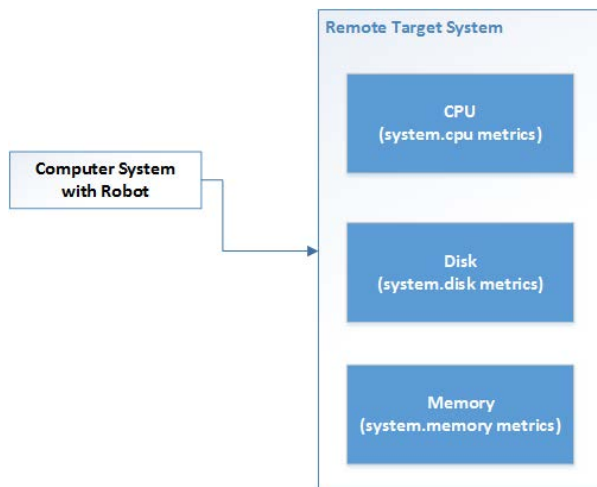 Remote Target System
CPU
(system.cpu metrics)
Computer System
with Robot
Disk
(system.disk metrics)
Memory
(system.memory metrics)